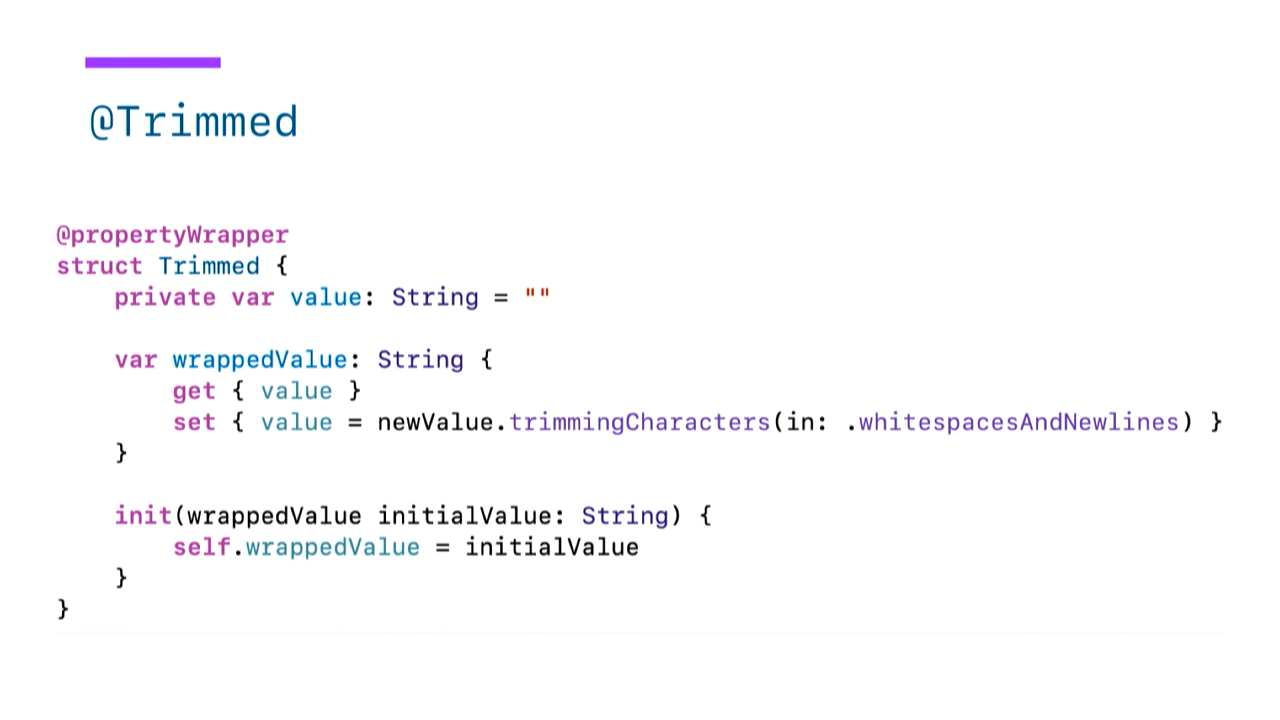 @Trimmed
@propertyWrapper
struct Trimmed {
    private var value: String = ""
    var wrappedValue: String {
        get { value }
        set { value = newValue.trimmingCharacters(in: .whitespacesAndNewlines) }
    }
    init(wrappedValue initialValue: String) {
        self.wrappedValue = initialValue
    }
}